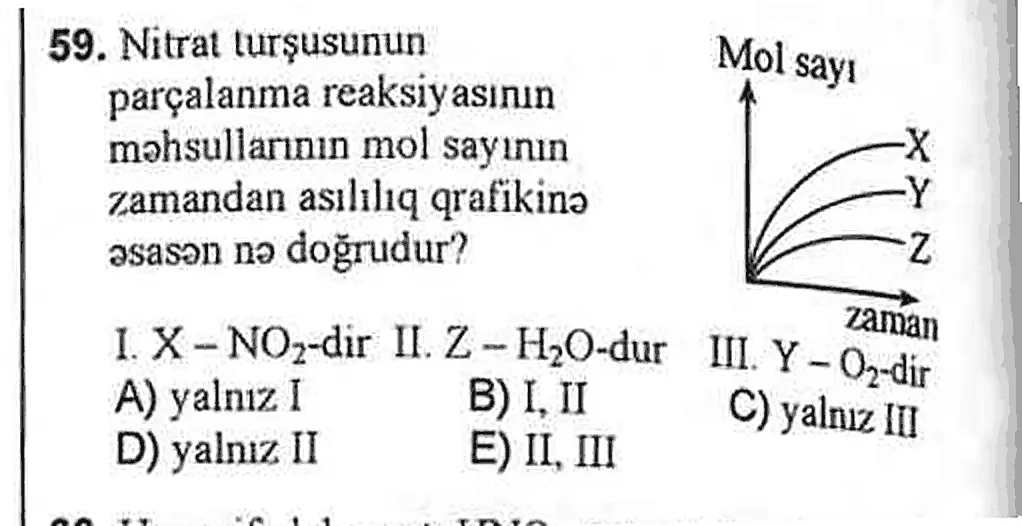 59. Nitrat turşusunun
parçalanma reaksiyasının
məhsullarının mol sayının
zamandan asılılıq qrafikinə
əsasən nə doğrudur?
Mol sayı
X
Y
Z
zaman
I. X – NO₂-dir II. Z – H₂O-dur III. Y – O₂-dir
A) yalnız I B) I, II C) yalnız III
D) yalnız II E) II, III